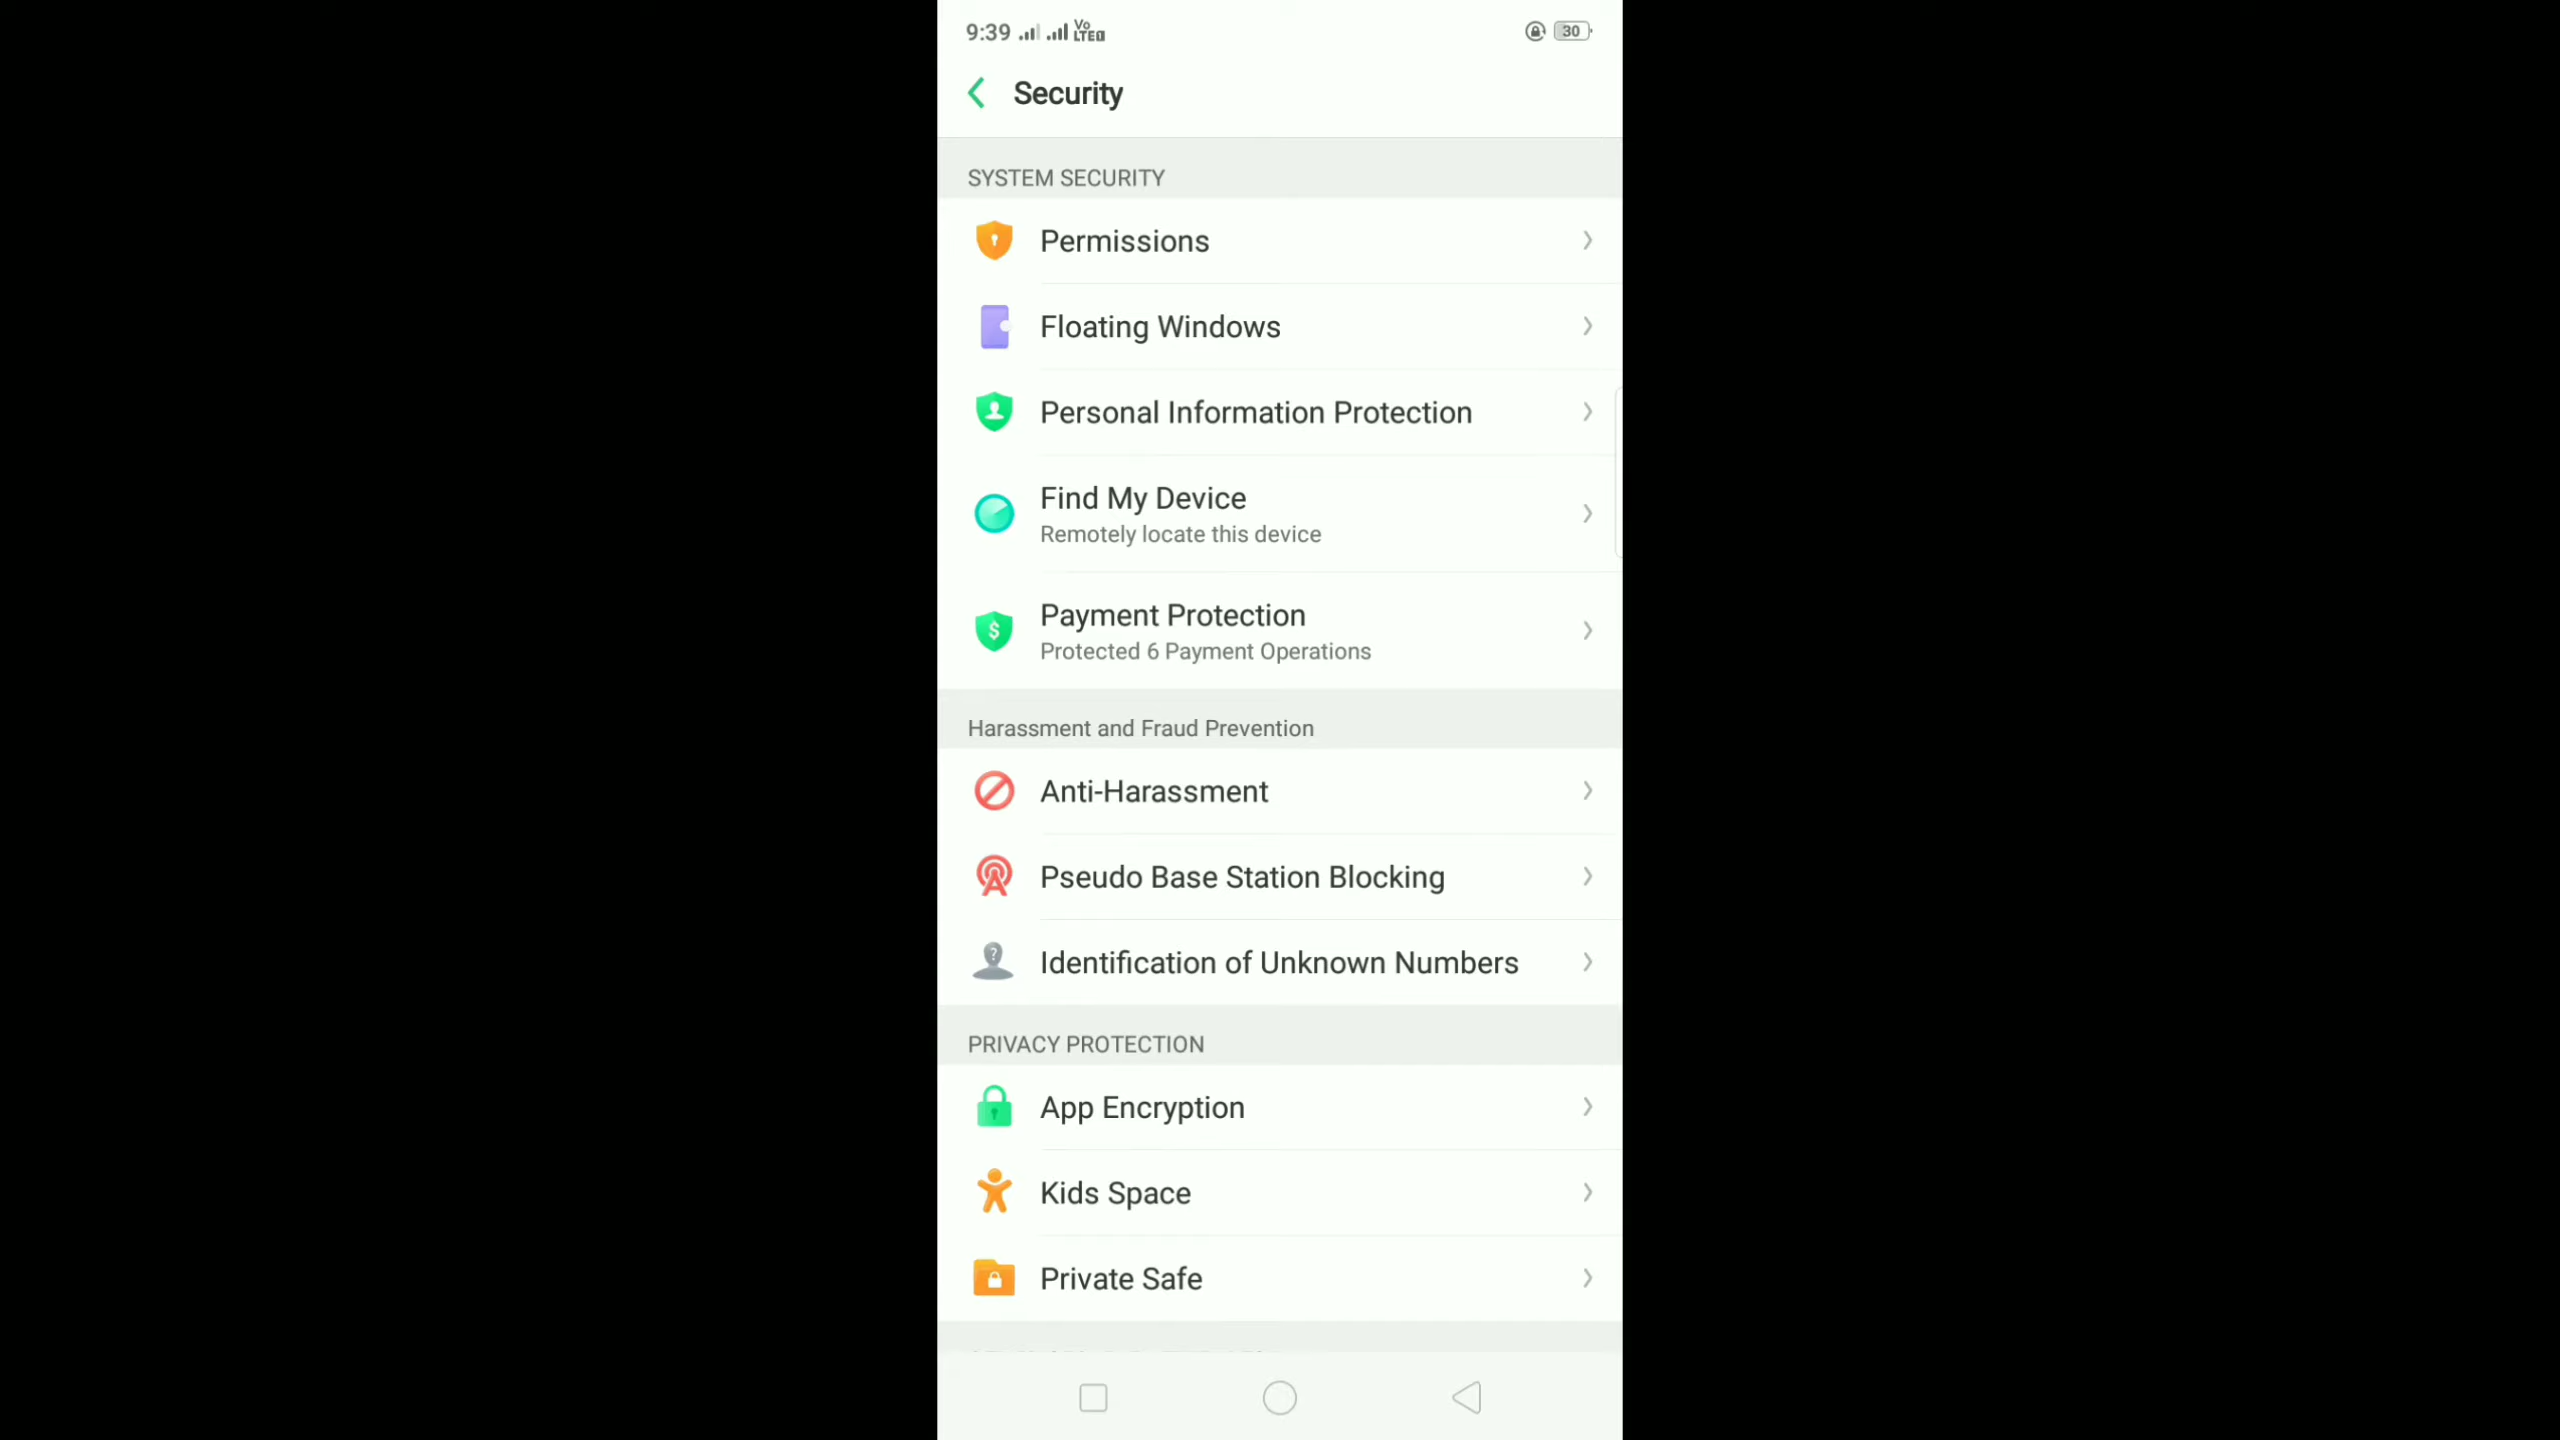 9:39 Vo LTE 30
Security
SYSTEM SECURITY
Permissions
Floating Windows
Personal Information Protection
Find My Device
Remotely locate this device
Payment Protection
$
Protected 6 Payment Operations
Harassment and Fraud Prevention
Anti-Harassment
Pseudo Base Station Blocking
?
Identification of Unknown Numbers
PRIVACY PROTECTION
App Encryption
Kids Space
Private Safe